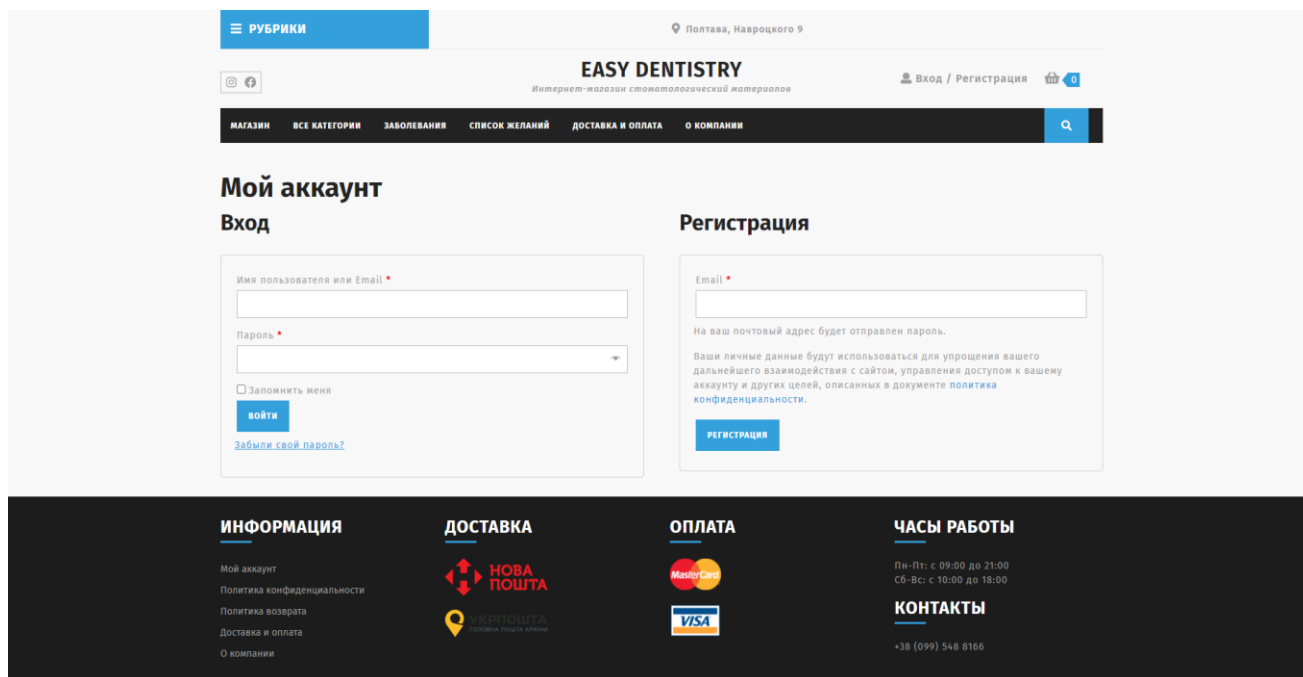 РУБРИКИ
Полтава, Навроцкого 9
EASY DENTISTRY
Интернет-магазин стоматологический материалов
Вход / Регистрация
0
МАГАЗИН ВСЕ КАТЕГОРИИ ЗАБОЛЕВАНИЯ СПИСОК ЖЕЛАНИЙ ДОСТАВКА И ОПЛАТА О КОМПАНИИ
Мой аккаунт
Вход
Имя пользователя или Email *
Пароль *
Запомнить меня
ВОЙТИ
Забыли свой пароль?
Регистрация
Email *
На ваш почтовый адрес будет отправлен пароль.
Ваши личные данные будут использоваться для упрощения вашего
дальнейшего взаимодействия с сайтом, управления доступом к вашему
аккаунту и других целей, описанных в документе политика
конфиденциальности.
РЕГИСТРАЦИЯ
ИНФОРМАЦИЯ
Мой аккаунт
Политика конфиденциальности
Политика возврата
Доставка и оплата
О компании
ДОСТАВКА
НОВА
ПОШТА
УКРПОШТА
ГОЛОВНА ПОШТА КРАЇНИ
ОПЛАТА
MasterCard
VISA
ЧАСЫ РАБОТЫ
Пн-Пт: с 09:00 до 21:00
Сб-Вс: с 10:00 до 18:00
КОНТАКТЫ
+38 (099) 548 8166